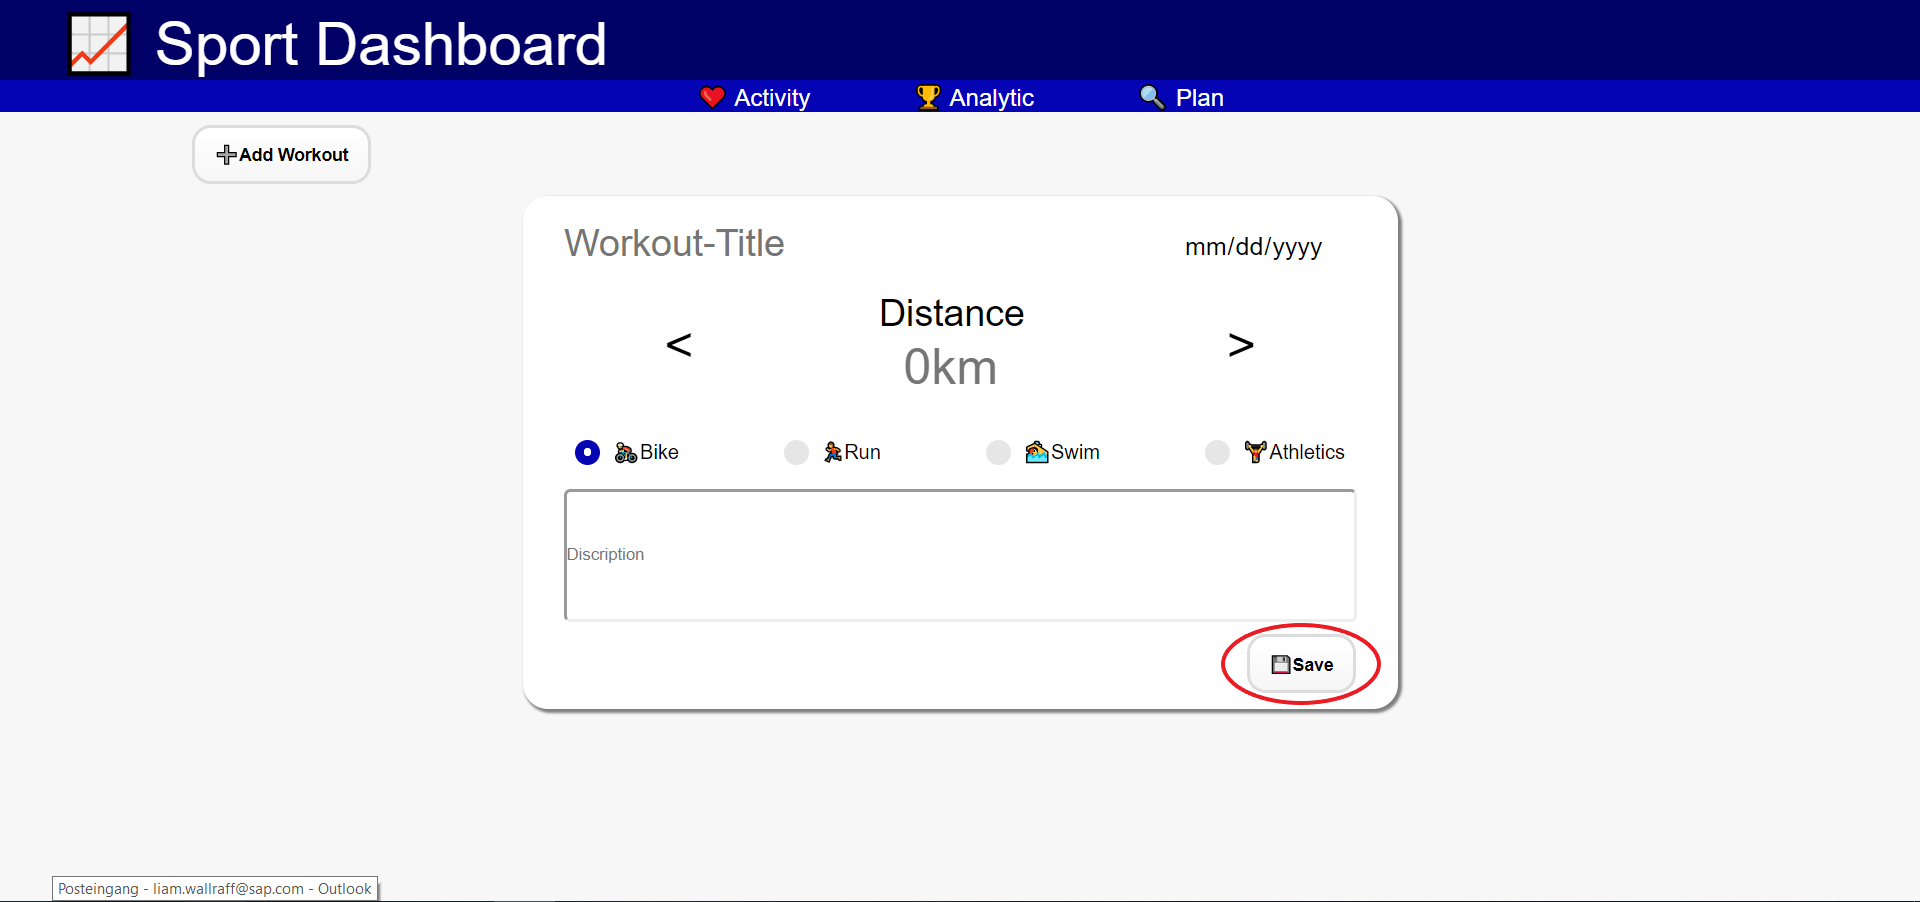 Sport Dashboard
Activity Analytic Plan
Add Workout
Workout-Title mm/dd/yyyy
Distance
< 0km >
Bike Run Swim Athletics
Discription
Save
Posteingang - liam.wallraff@sap.com - Outlook